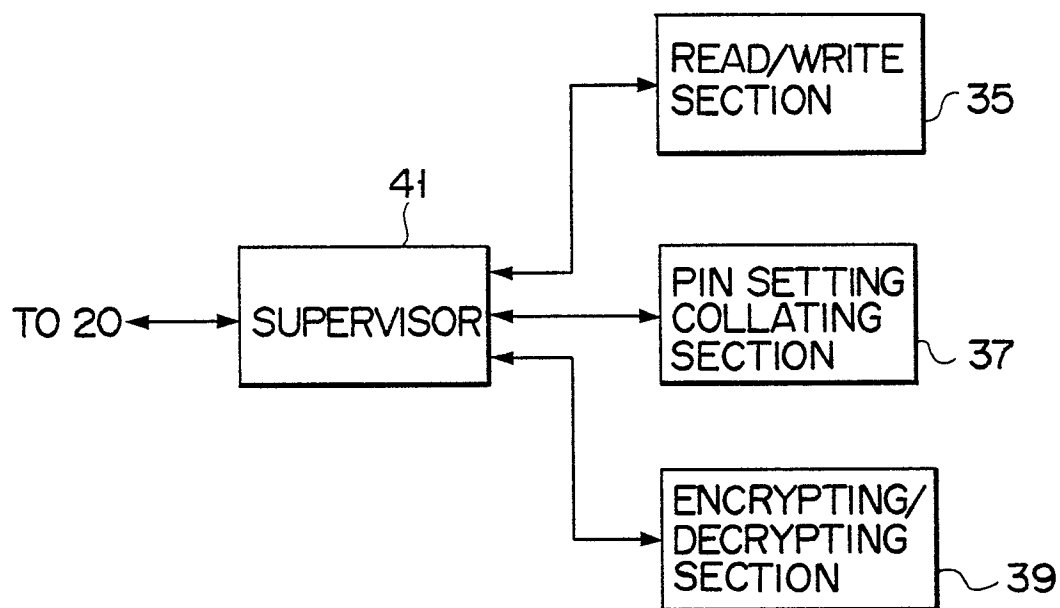 READ/WRITE
SECTION
35
41
TO 20
SUPERVISOR
PIN SETTING
COLLATING
SECTION
37
ENCRYPTING/
DECRYPTING
SECTION
39